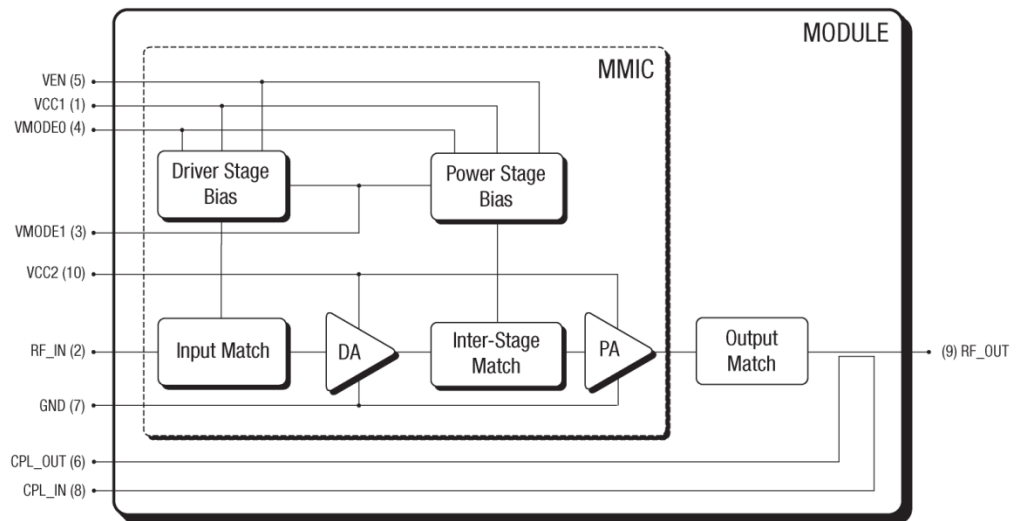 MODULE
MMIC
VEN (5)
VCC1 (1)
VMODE0 (4)
Driver Stage
Bias
Power Stage
Bias
VMODE1 (3)
VCC2 (10)
RF_IN (2)
Input Match
DA
Inter-Stage
Match
PA
Output
Match
(9) RF_OUT
GND (7)
CPL_OUT (6)
CPL_IN (8)